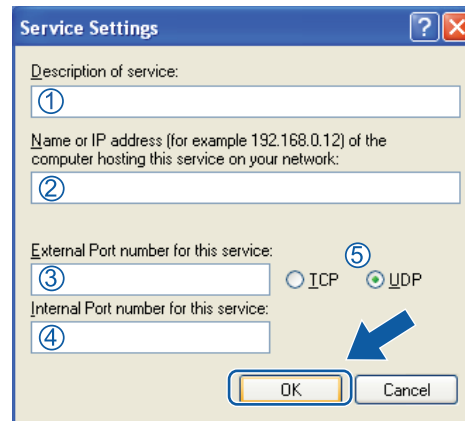 Service Settings
Description of service:
①
Name or IP address (for example 192.168.0.12) of the
computer hosting this service on your network:
②
External Port number for this service:
⑤
③
TCP
UDP
Internal Port number for this service:
④
OK
Cancel